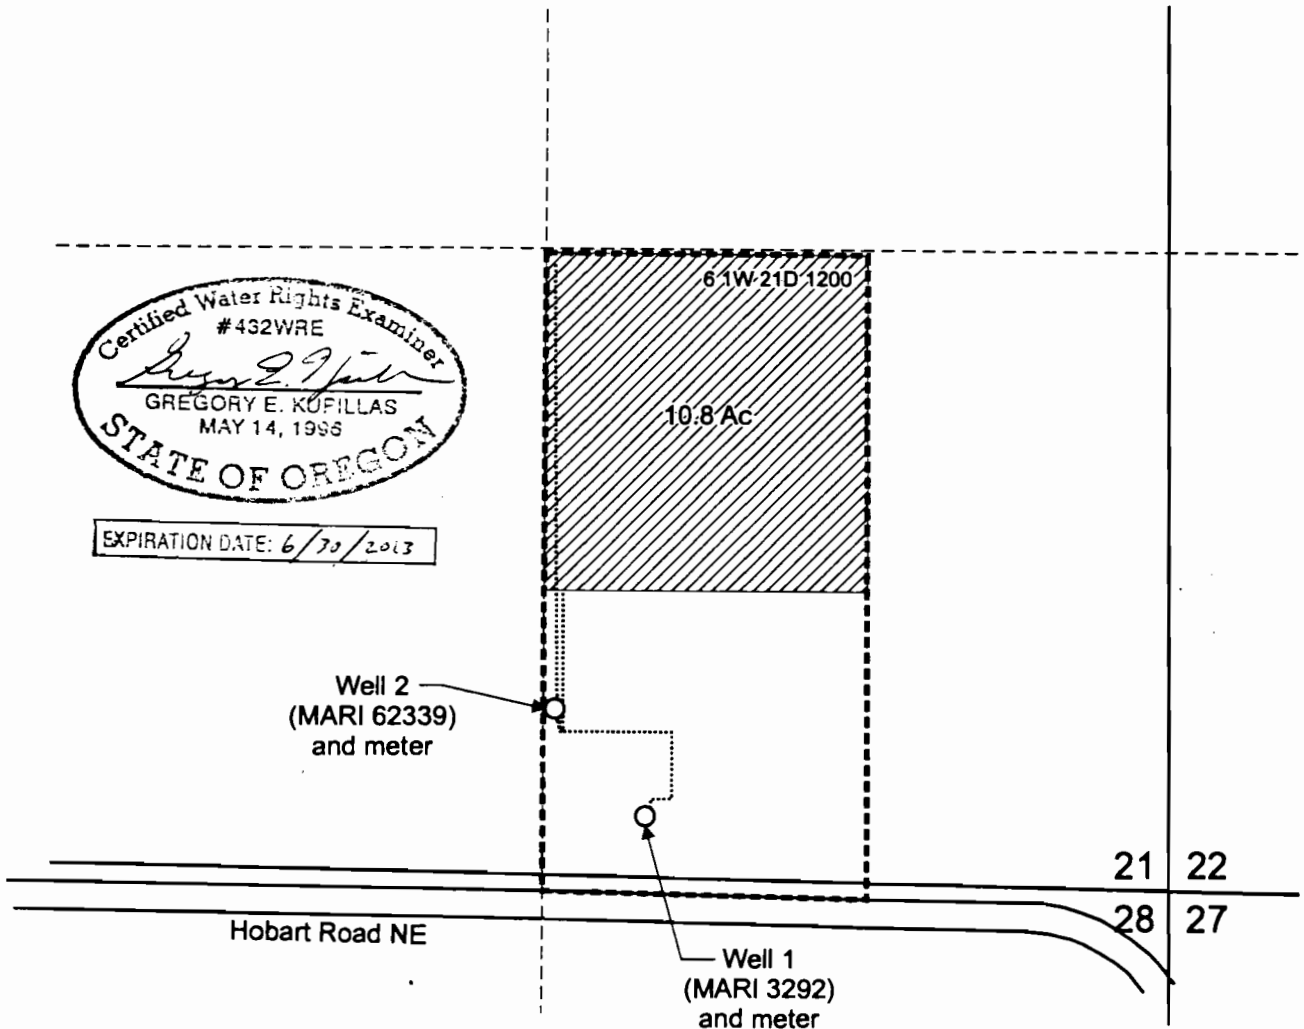 6 1W 21D 1200
Certified Water Rights Examiner
#432WRE
GREGORY E. KUPILLAS
MAY 14, 1996
STATE OF OREGON
10.8 Ac
EXPIRATION DATE: 6/30/2013
Well 2
(MARI 62339)
and meter
21 22
28 27
Hobart Road NE
Well 1
(MARI 3292)
and meter